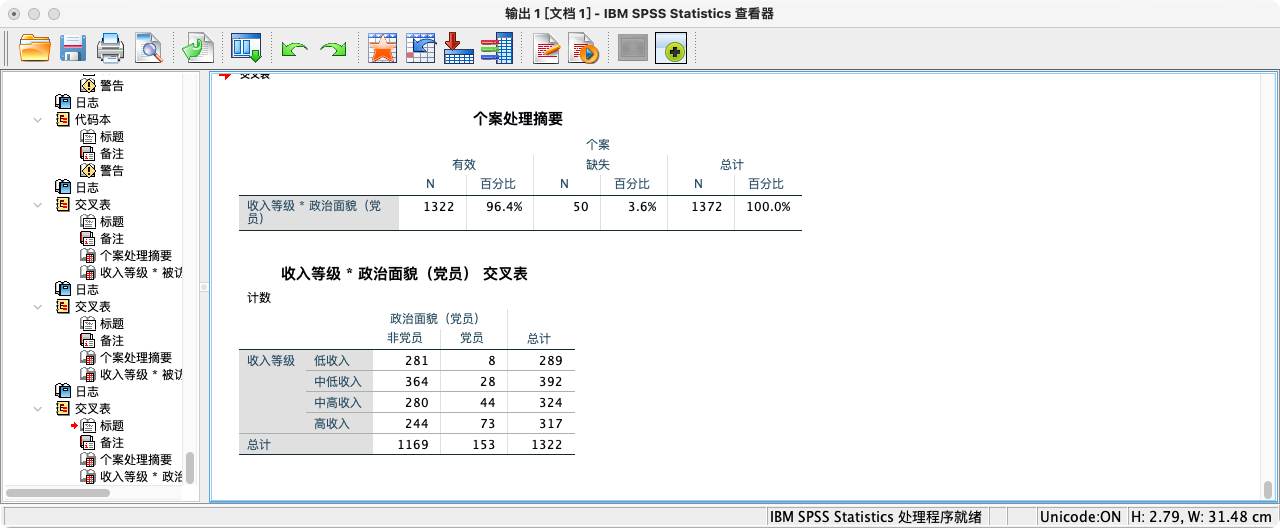 输出 1 [文档 1] - IBM SPSS Statistics 查看器
警告
日志
代码本
标题
备注
警告
日志
交叉表
标题
备注
个案处理摘要
收入等级 * 被访
日志
交叉表
标题
备注
个案处理摘要
收入等级 * 被访
日志
交叉表
标题
备注
个案处理摘要
收入等级 * 政治
交叉表
个案处理摘要
个案
有效 缺失 总计
N 百分比 N 百分比 N 百分比
收入等级 * 政治面貌（党 1322 96.4% 50 3.6% 1372 100.0%
员）
收入等级 * 政治面貌（党员） 交叉表
计数
政治面貌（党员）
非党员 党员 总计
收入等级 低收入 281 8 289
中低收入 364 28 392
中高收入 280 44 324
高收入 244 73 317
总计 1169 153 1322
IBM SPSS Statistics 处理程序就绪 Unicode:ON H: 2.79, W: 31.48 cm